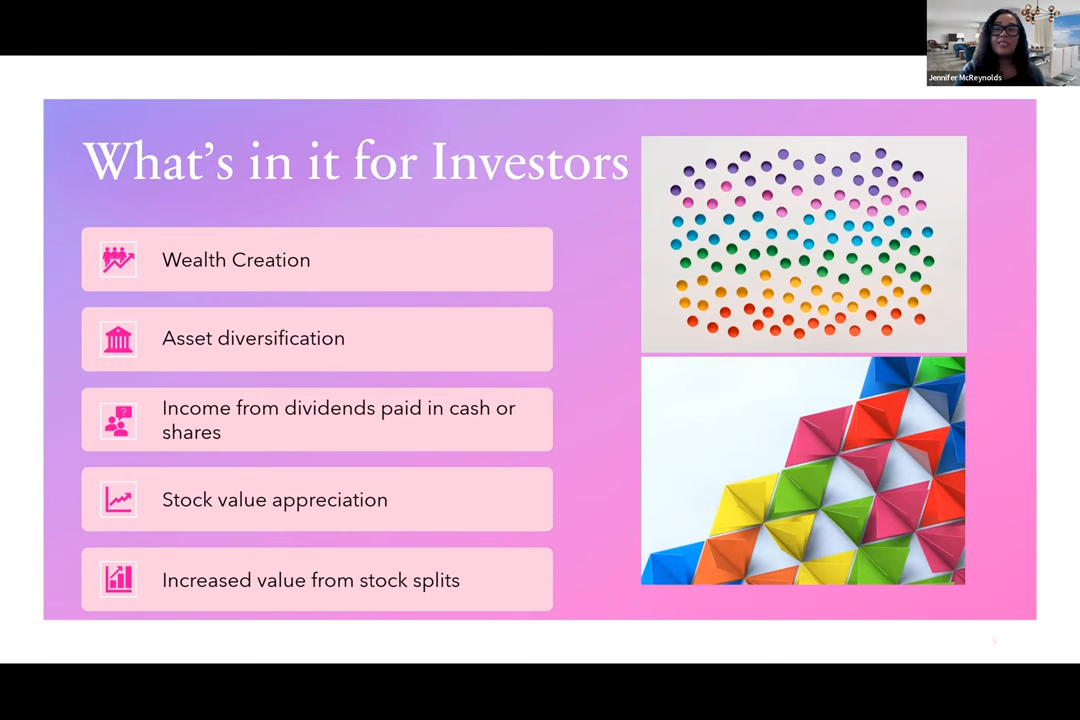 Jennifer McReynolds
What's in it for Investors
Wealth Creation
Asset diversification
Income from dividends paid in cash or
shares
Stock value appreciation
Increased value from stock splits
9